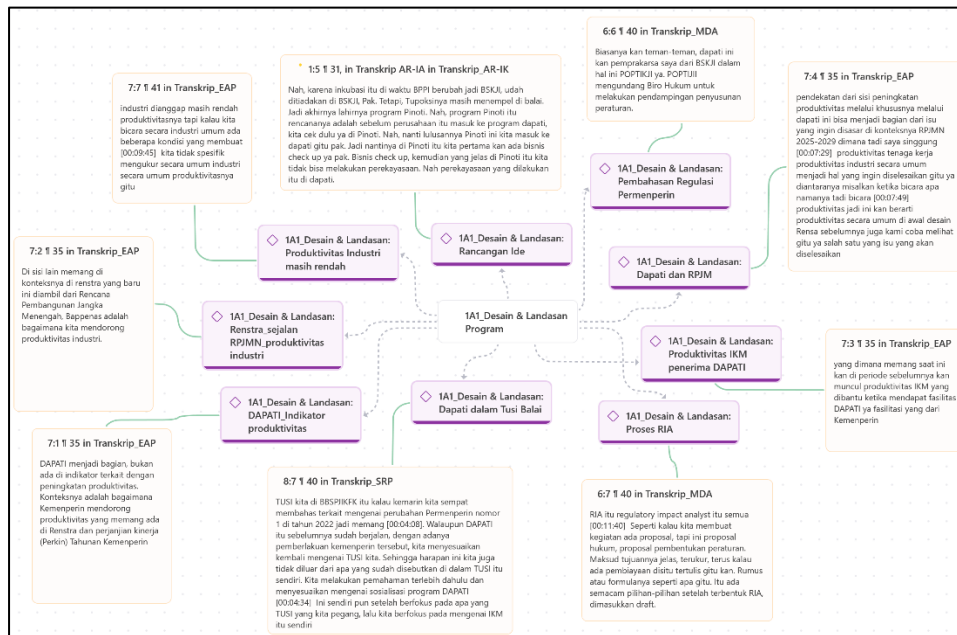 6:6 ¶ 40 in Transkrip_MDA
Biasanya kan teman-teman, dapati ini
kan pemprakarsa saya dari BSKJI dalam
hal ini POPTIKJI ya. POPTIJII
mengundang Biro Hukum untuk
melakukan pendampingan penyusunan
peraturan.
7:7 ¶ 41 in Transkrip_EAP
industri dianggap masih rendah
produktivitasnya tapi kalau kita
bicara secara industri umum ada
beberapa kondisi yang membuat
[00:09:45] kita tidak spesifik
mengukur secara umum industri
secara umum produktivitasnya
gitu
1:5 ¶ 31, in Transkrip AR-IA in Transkrip_AR-IK
Nah, karena inkubasi itu di waktu BPPI berubah jadi BSKJI, udah
ditiadakan di BSKJI, Pak. Tetapi, Tupoksinya masih menempel di balai.
Jadi akhirnya lahirnya program Pinoti. Nah, program Pinoti itu
rencananya adalah sebelum perusahaan itu masuk ke program dapati,
kita cek dulu ya di Pinoti. Nah, nanti lulusannya Pinoti ini kita masuk ke
dapati gitu pak. Jadi nantinya di Pinoti itu kita pertama kan ada bisnis
check up ya pak. Bisnis check up, kemudian yang jelas di Pinoti itu kita
tidak bisa melakukan perekayasaan. Nah perekayasaan yang dilakukan
itu di dapati.
7:4 ¶ 35 in Transkrip_EAP
pendekatan dari sisi peningkatan
produktivitas melalui khususnya melalui
dapati ini bisa menjadi bagian dari isu
yang ingin disasar di konteksnya RPJMN
2025-2029 dimana tadi saya singgung
[00:07:29] produktivitas tenaga kerja
produktivitas industri secara umum
menjadi hal yang ingin diselesaikan gitu ya
diantaranya misalkan ketika bicara apa
namanya tadi bicara [00:07:49]
produktivitas jadi ini kan berarti
produktivitas secara umum di awal desain
Rensa sebelumnya juga kami coba melihat
gitu ya salah satu yang isu yang akan
diselesaikan
1A1_Desain & Landasan:
Pembahasan Regulasi
Permenperin
1A1_Desain & Landasan:
Produktivitas Industri
masih rendah
1A1_Desain & Landasan:
Rancangan Ide
1A1_Desain & Landasan:
Dapati dan RPJM
7:2 ¶ 35 in Transkrip_EAP
Di sisi lain memang di
konteksnya di renstra yang baru
ini diambil dari Rencana
Pembangunan Jangka
Menengah, Bappenas adalah
bagaimana kita mendorong
produktivitas industri.
1A1_Desain & Landasan:
Renstra_sejalan
RPJMN_produktivitas
industri
1A1_Desain & Landasan
Program
1A1_Desain & Landasan:
Produktivitas IKM
penerima DAPATI
7:3 ¶ 35 in Transkrip_EAP
yang dimana memang saat ini
kan di periode sebelumnya kan
muncul produktivitas IKM yang
dibantu ketika mendapat fasilitas
DAPATI ya fasilitasi yang dari
Kemenperin
1A1_Desain & Landasan:
DAPATI_Indikator
produktivitas
1A1_Desain & Landasan:
Dapati dalam Tusi Balai
1A1_Desain & Landasan:
Proses RIA
7:1 ¶ 35 in Transkrip_EAP
DAPATI menjadi bagian, bukan
ada di indikator terkait dengan
peningkatan produktivitas.
Konteksnya adalah bagaimana
Kemenperin mendorong
produktivitas yang memang ada
di Renstra dan perjanjian kinerja
(Perkin) Tahunan Kemenperin
8:7 ¶ 40 in Transkrip_SRP
TUSI kita di BBSPJIKFK itu kalau kemarin kita sempat
membahas terkait mengenai perubahan Permenperin nomor
1 di tahun 2022 jadi memang [00:04:08]. Walaupun DAPATI
itu sebelumnya sudah berjalan, dengan adanya
pemberlakuan kemenperin tersebut, kita menyesuaikan
kembali mengenai TUSI kita. Sehingga harapan ini kita juga
tidak diluar dari apa yang sudah disebutkan di dalam TUSI itu
sendiri. Kita melakukan pemahaman terlebih dahulu dan
menyesuaikan mengenai sosialisasi program DAPATI
[00:04:34] Ini sendiri pun setelah berfokus pada apa yang
TUSI yang kita pegang, lalu kita berfokus pada mengenai IKM
itu sendiri
6:7 ¶ 40 in Transkrip_MDA
RIA itu regulatory impact analyst itu semua
[00:11:40] Seperti kalau kita membuat
kegiatan ada proposal, tapi ini proposal
hukum, proposal pembentukan peraturan.
Maksud tujuannya jelas, terukur, terus kalau
ada pembiayaan disitu tertulis gitu kan. Rumus
atau formulanya seperti apa gitu. Itu ada
semacam pilihan-pilihan setelah terbentuk RIA,
dimasukkan draft.